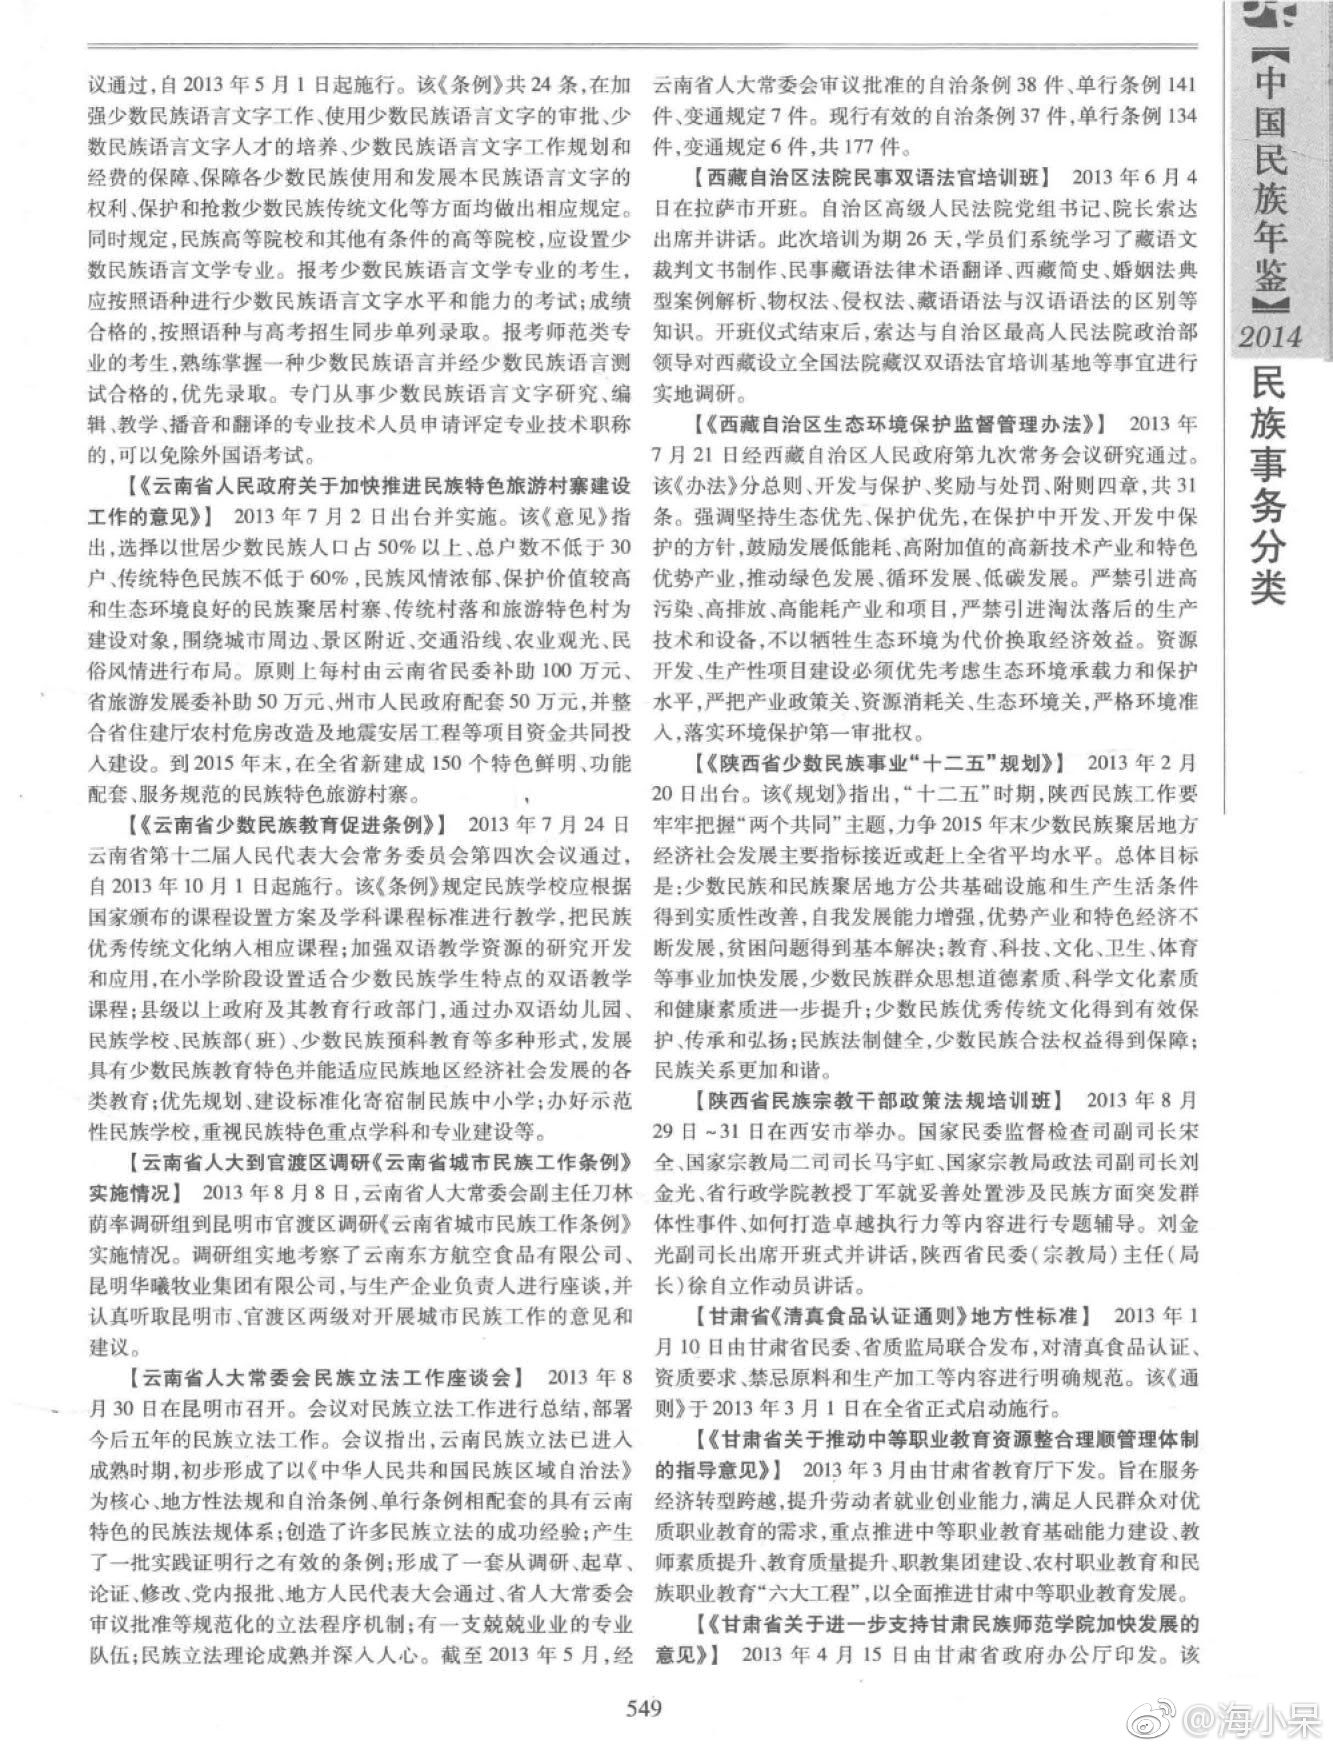 议通过,自2013年5月1日起施行。该《条例》共24条,在加
强少数民族语言文字工作、使用少数民族语言文字的审批、少
数民族语言文字人才的培养、少数民族语言文字工作规划和
经费的保障、保障各少数民族使用和发展本民族语言文字的
权利、保护和抢救少数民族传统文化等方面均做出相应规定。
同时规定,民族高等院校和其他有条件的高等院校,应设置少
数民族语言文学专业。报考少数民族语言文学专业的考生,
应按照语种进行少数民族语言文字水平和能力的考试;成绩
合格的,按照语种与高考招生同步单列录取。报考师范类专
业的考生,熟练掌握一种少数民族语言并经少数民族语言测
试合格的,优先录取。专门从事少数民族语言文字研究、编
辑、教学、播音和翻译的专业技术人员申请评定专业技术职称
的,可以免除外国语考试。
【《云南省人民政府关于加快推进民族特色旅游村寨建设
工作的意见》】 2013年7月2日出台并实施。该《意见》指
出,选择以世居少数民族人口占50%以上、总户数不低于30
户、传统特色民族不低于60%,民族风情浓郁、保护价值较高
和生态环境良好的民族聚居村寨、传统村落和旅游特色村为
建设对象,围绕城市周边、景区附近、交通沿线、农业观光、民
俗风情进行布局。原则上每村由云南省民委补助100万元、
省旅游发展委补助50万元、州市人民政府配套50万元,并整
合省住建厅农村危房改造及地震安居工程等项目资金共同投
入建设。到2015年末,在全省新建成150个特色鲜明、功能
配套、服务规范的民族特色旅游村寨。
【《云南省少数民族教育促进条例》】 2013年7月24日
云南省第十二届人民代表大会常务委员会第四次会议通过,
自2013年10月1日起施行。该《条例》规定民族学校应根据
国家颁布的课程设置方案及学科课程标准进行教学,把民族
优秀传统文化纳入相应课程;加强双语教学资源的研究开发
和应用,在小学阶段设置适合少数民族学生特点的双语教学
课程;县级以上政府及其教育行政部门,通过办双语幼儿园、
民族学校、民族部(班)、少数民族预科教育等多种形式,发展
具有少数民族教育特色并能适应民族地区经济社会发展的各
类教育;优先规划、建设标准化寄宿制民族中小学;办好示范
性民族学校,重视民族特色重点学科和专业建设等。
【云南省人大到官渡区调研《云南省城市民族工作条例》
实施情况】 2013年8月8日,云南省人大常委会副主任刀林
荫率调研组到昆明市官渡区调研《云南省城市民族工作条例》
实施情况。调研组实地考察了云南东方航空食品有限公司、
昆明华曦牧业集团有限公司,与生产企业负责人进行座谈,并
认真听取昆明市、官渡区两级对开展城市民族工作的意见和
建议。
【云南省人大常委会民族立法工作座谈会】 2013年8
月30日在昆明市召开。会议对民族立法工作进行总结,部署
今后五年的民族立法工作。会议指出,云南民族立法已进入
成熟时期,初步形成了以《中华人民共和国民族区域自治法》
为核心、地方性法规和自治条例、单行条例相配套的具有云南
特色的民族法规体系;创造了许多民族立法的成功经验;产生
了一批实践证明行之有效的条例;形成了一套从调研、起草、
论证、修改、党内报批、地方人民代表大会通过、省人大常委会
审议批准等规范化的立法程序机制;有一支兢兢业业的专业
队伍;民族立法理论成熟并深入人心。截至2013年5月,经
云南省人大常委会审议批准的自治条例38件、单行条例141
件、变通规定7件。现行有效的自治条例37件,单行条例134
件,变通规定6件,共177件。
【西藏自治区法院民事双语法官培训班】 2013年6月4
日在拉萨市开班。自治区高级人民法院党组书记、院长索达
出席并讲话。此次培训为期26天,学员们系统学习了藏语文
裁判文书制作、民事藏语法律术语翻译、西藏简史、婚姻法典
型案例解析、物权法、侵权法、藏语语法与汉语语法的区别等
知识。开班仪式结束后,索达与自治区最高人民法院政治部
领导对西藏设立全国法院藏汉双语法官培训基地等事宜进行
实地调研。
【《西藏自治区生态环境保护监督管理办法》】 2013年
7月21日经西藏自治区人民政府第九次常务会议研究通过。
该《办法》分总则、开发与保护、奖励与处罚、附则四章,共31
条。强调坚持生态优先、保护优先,在保护中开发、开发中保
护的方针,鼓励发展低能耗、高附加值的高新技术产业和特色
优势产业,推动绿色发展、循环发展、低碳发展。严禁引进高
污染、高排放、高能耗产业和项目,严禁引进淘汰落后的生产
技术和设备,不以牺牲生态环境为代价换取经济效益。资源
开发、生产性项目建设必须优先考虑生态环境承载力和保护
水平,严把产业政策关、资源消耗关、生态环境关,严格环境准
入,落实环境保护第一审批权。
【《陕西省少数民族事业“十二五”规划》】 2013年2月
20日出台。该《规划》指出,“十二五”时期,陕西民族工作要
牢牢把握“两个共同”主题,力争2015年末少数民族聚居地方
经济社会发展主要指标接近或赶上全省平均水平。总体目标
是:少数民族和民族聚居地方公共基础设施和生产生活条件
得到实质性改善,自我发展能力增强,优势产业和特色经济不
断发展,贫困问题得到基本解决;教育、科技、文化、卫生、体育
等事业加快发展,少数民族群众思想道德素质、科学文化素质
和健康素质进一步提升;少数民族优秀传统文化得到有效保
护、传承和弘扬;民族法制健全,少数民族合法权益得到保障;
民族关系更加和谐。
【陕西省民族宗教干部政策法规培训班】 2013年8月
29日~31日在西安市举办。国家民委监督检查司副司长宋
全、国家宗教局二司司长马宇虹、国家宗教局政法司副司长刘
金光、省行政学院教授丁军就妥善处置涉及民族方面突发群
体性事件、如何打造卓越执行力等内容进行专题辅导。刘金
光副司长出席开班式并讲话,陕西省民委(宗教局)主任(局
长)徐自立作动员讲话。
【甘肃省《清真食品认证通则》地方性标准】 2013年1
月10日由甘肃省民委、省质监局联合发布,对清真食品认证、
资质要求、禁忌原料和生产加工等内容进行明确规范。该《通
则》于2013年3月1日在全省正式启动施行。
【《甘肃省关于推动中等职业教育资源整合理顺管理体制
的指导意见》】 2013年3月由甘肃省教育厅下发。旨在服务
经济转型跨越,提升劳动者就业创业能力,满足人民群众对优
质职业教育的需求,重点推进中等职业教育基础能力建设、教
师素质提升、教育质量提升、职教集团建设、农村职业教育和民
族职业教育“六大工程”,以全面推进甘肃中等职业教育发展。
【《甘肃省关于进一步支持甘肃民族师范学院加快发展的
意见》】 2013年4月15日由甘肃省政府办公厅印发。该
【中国民族年鉴】
2014
民族事务分类
549
@海小呆